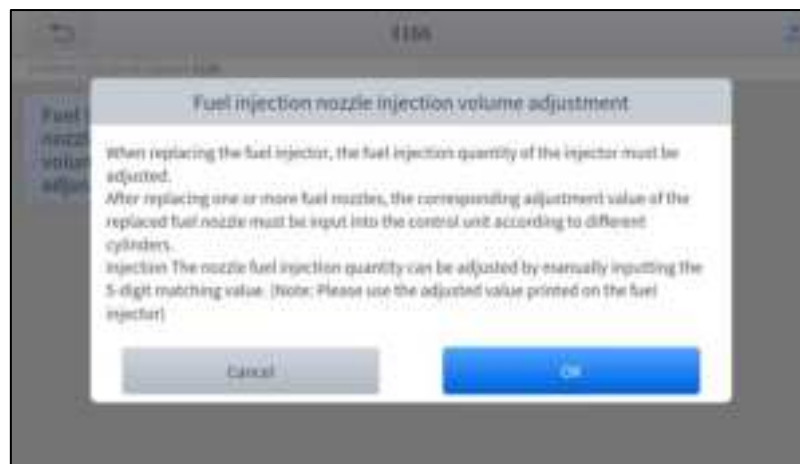 Fuel
nozzle
volum
adjus
Fuel injection nozzle injection volume adjustment
When replacing the fuel injector, the fuel injection quantity of the injector must be
adjusted.
After replacing one or more fuel nozzles, the corresponding adjustment value of the
replaced fuel nozzle must be input into the control unit according to different
cylinders.
Injection The nozzle fuel injection quantity can be adjusted by manually inputting the
5-digit matching value. (Note: Please use the adjusted value printed on the fuel
injector)
Cancel
OK